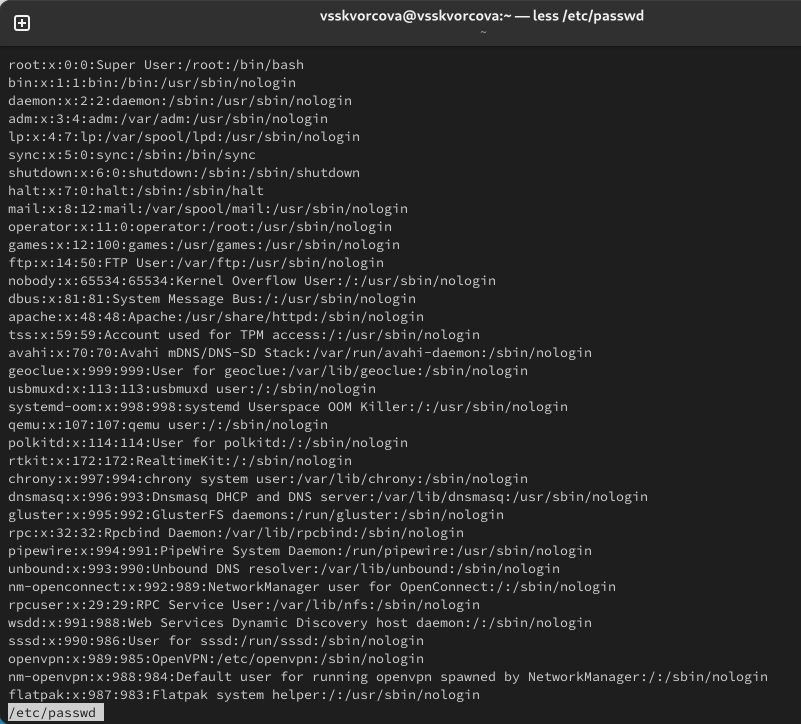 vsskvorcova@vsskvorcova:~ — less /etc/passwd
~
root:x:0:0:Super User:/root:/bin/bash
bin:x:1:1:bin:/bin:/usr/sbin/nologin
daemon:x:2:2:daemon:/sbin:/usr/sbin/nologin
adm:x:3:4:adm:/var/adm:/usr/sbin/nologin
lp:x:4:7:lp:/var/spool/lpd:/usr/sbin/nologin
sync:x:5:0:sync:/sbin:/bin/sync
shutdown:x:6:0:shutdown:/sbin:/sbin/shutdown
halt:x:7:0:halt:/sbin:/sbin/halt
mail:x:8:12:mail:/var/spool/mail:/usr/sbin/nologin
operator:x:11:0:operator:/root:/usr/sbin/nologin
games:x:12:100:games:/usr/games:/usr/sbin/nologin
ftp:x:14:50:FTP User:/var/ftp:/usr/sbin/nologin
nobody:x:65534:65534:Kernel Overflow User:/:/usr/sbin/nologin
dbus:x:81:81:System Message Bus:/:/usr/sbin/nologin
apache:x:48:48:Apache:/usr/share/httpd:/sbin/nologin
tss:x:59:59:Account used for TPM access:/:/usr/sbin/nologin
avahi:x:70:70:Avahi mDNS/DNS-SD Stack:/var/run/avahi-daemon:/sbin/nologin
geoclue:x:999:999:User for geoclue:/var/lib/geoclue:/sbin/nologin
usbmuxd:x:113:113:usbmuxd user:/:/sbin/nologin
systemd-oom:x:998:998:systemd Userspace OOM Killer:/:/usr/sbin/nologin
qemu:x:107:107:qemu user:/:/sbin/nologin
polkitd:x:114:114:User for polkitd:/:/sbin/nologin
rtkit:x:172:172:RealtimeKit:/:/sbin/nologin
chrony:x:997:994:chrony system user:/var/lib/chrony:/sbin/nologin
dnsmasq:x:996:993:Dnsmasq DHCP and DNS server:/var/lib/dnsmasq:/usr/sbin/nologin
gluster:x:995:992:GlusterFS daemons:/run/gluster:/sbin/nologin
rpc:x:32:32:Rpcbind Daemon:/var/lib/rpcbind:/sbin/nologin
pipewire:x:994:991:PipeWire System Daemon:/run/pipewire:/usr/sbin/nologin
unbound:x:993:990:Unbound DNS resolver:/var/lib/unbound:/sbin/nologin
nm-openconnect:x:992:989:NetworkManager user for OpenConnect:/:/sbin/nologin
rpcuser:x:29:29:RPC Service User:/var/lib/nfs:/sbin/nologin
wsdd:x:991:988:Web Services Dynamic Discovery host daemon:/:/sbin/nologin
sssd:x:990:986:User for sssd:/run/sssd:/sbin/nologin
openvpn:x:989:985:OpenVPN:/etc/openvpn:/sbin/nologin
nm-openvpn:x:988:984:Default user for running openvpn spawned by NetworkManager:/:/sbin/nologin
flatpak:x:987:983:Flatpak system helper:/:/usr/sbin/nologin
/etc/passwd